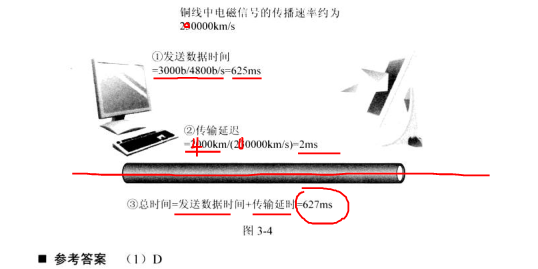 铜线中电磁信号的传播速率约为
200000km/s
①发送数据时间
=3000b/4800b/s=625ms
②传输延迟
=2000km/(200000km/s)=2ms
③总时间=发送数据时间+传输延时=627ms
图 3-4
■ 参考答案 （1）D